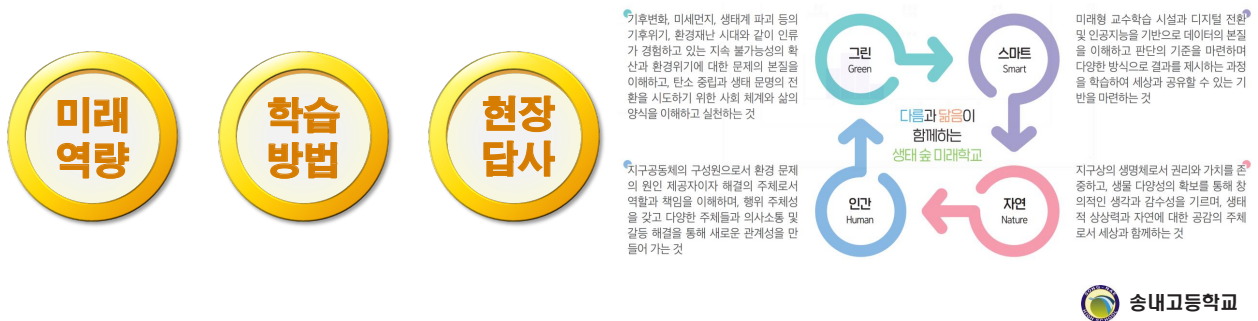 미래
역량
학습
방법
현장
답사
기후변화, 미세먼지, 생태계 파괴 등의
기후위기, 환경재난 시대와 같이 인류
가 경험하고 있는 지속 불가능성의 확
산과 환경위기에 대한 문제의 본질을
이해하고, 탄소 중립과 생태 문명의 전
환을 시도하기 위한 사회 체계와 삶의
양식을 이해하고 실천하는 것
그린
Green
스마트
Smart
미래형 교수학습 시설과 디지털 전환
및 인공지능을 기반으로 데이터의 본질
을 이해하고 판단의 기준을 마련하며
다양한 방식으로 결과를 제시하는 과정
을 학습하여 세상과 공유할 수 있는 기
반을 마련하는 것
다름과 닮음이
함께하는
생태 숲 미래학교
지구공동체의 구성원으로서 환경 문제
의 원인 제공자이자 해결의 주체로서
역할과 책임을 이해하며, 행위 주체성
을 갖고 다양한 주체들과 의사소통 및
갈등 해결을 통해 새로운 관계성을 만
들어 가는 것
인간
Human
자연
Nature
지구상의 생명체로서 권리와 가치를 존
중하고, 생물 다양성의 확보를 통해 창
의적인 생각과 감수성을 기르며, 생태
적 상상력과 자연에 대한 공감의 주체
로서 세상과 함께하는 것
송내고등학교